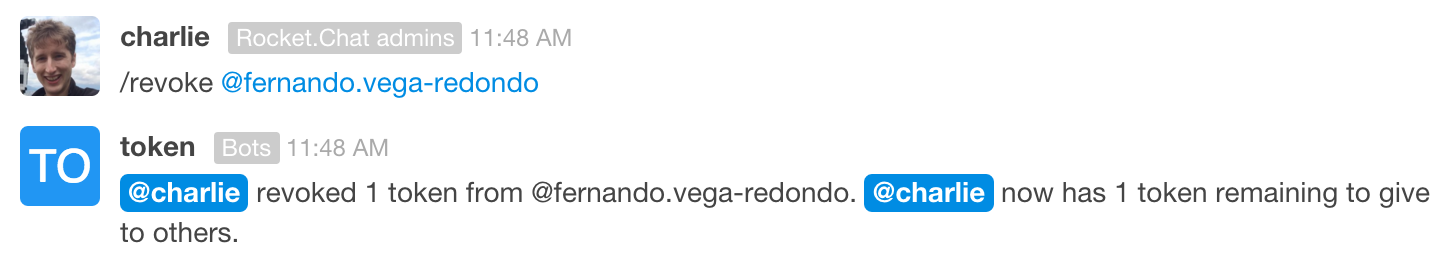 charlie Rocket.Chat admins 11:48 AM
/revoke @fernando.vega-redondo
TO
token Bots 11:48 AM
@charlie revoked 1 token from @fernando.vega-redondo. @charlie now has 1 token remaining to give
to others.